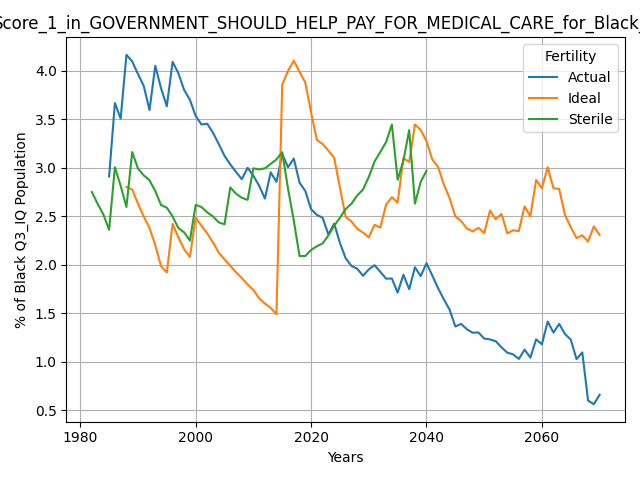 Score_1_in_GOVERNMENT_SHOULD_HELP_PAY_FOR_MEDICAL_CARE_for_Black_
Fertility
Actual
Ideal
Sterile
4.0
3.5
3.0
2.5
2.0
1.5
1.0
0.5
% of Black Q3_IQ Population
1980
2000
2020
2040
2060
Years